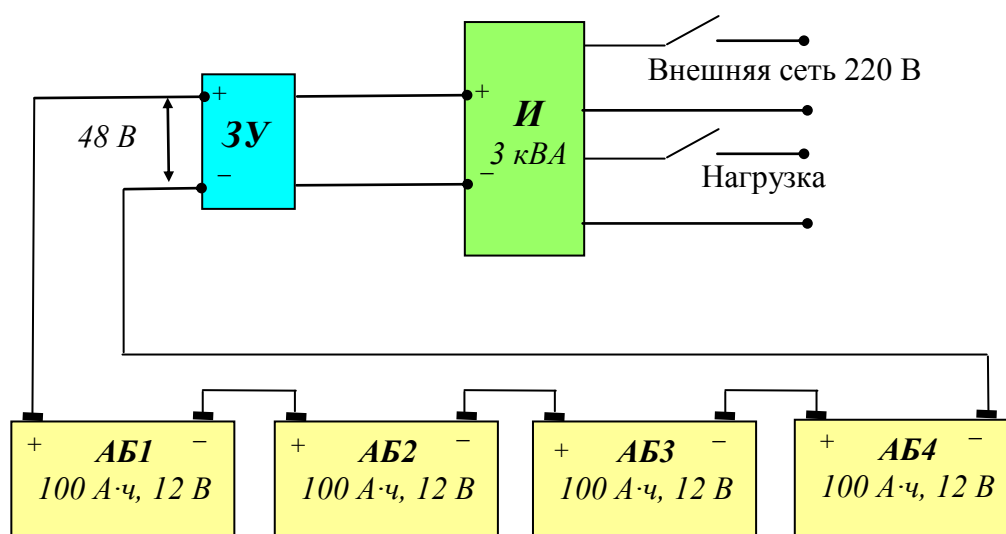 Внешняя сеть 220 В
+
+
48 В
ЗУ
И
3 кВА
–
–
Нагрузка
+ АБ1 –
100 А·ч, 12 В
+ АБ2 –
100 А·ч, 12 В
+ АБ3 –
100 А·ч, 12 В
+ АБ4 –
100 А·ч, 12 В